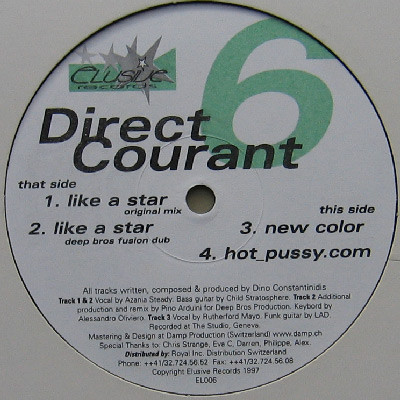 elusive
records
6
Direct
Courant
that side
1. like a star
original mix
2. like a star
deep bros fusion dub
this side
3. new color
4. hot_pussy.com
All tracks written, composed & produced by Dino Constantinidis
Track 1 & 2 Vocal by Azania Steady. Bass guitar by Child Stratosphere. Track 2 Additional
production and remix by Pino Arduini for Deep Bros Production. Keybord by
Alessandro Oliviero. Track 3 Vocal by Rutherford Mayo. Funk guitar by LAD.
Recorded at The Studio, Geneva.
Mastering & Design at Damp Production (Switzerland) www.damp.ch
Special Thanks to: Chris Strange, Eve C, Darren, Philippe, Alex.
Distributed by: Royal Inc. Distribution Switzerland
Phone: ++41/32.724.56.52 Fax: ++41/32.724.56.08
Copyright Elusive Records 1997
EL006